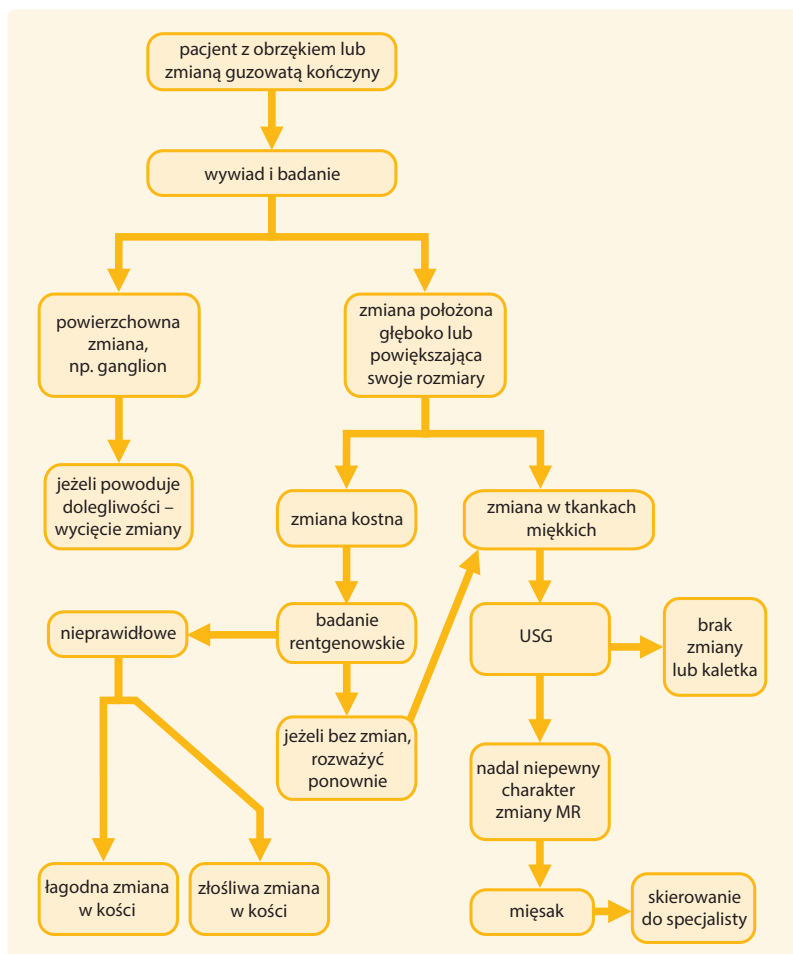 pacjent z obrzękiem lub
zmianą guzowatą kończyny
wywiad i badanie
powierzchowna
zmiana,
np. ganglion
zmiana położona
głęboko lub
powiększająca
swoje rozmiary
jeżeli powoduje
dolegliwości –
wycięcie zmiany
zmiana kostna
zmiana w tkankach
miękkich
nieprawidłowe
badanie
rentgenowskie
USG
brak
zmiany
lub kaletka
jeżeli bez zmian,
rozważyć
ponownie
nadal niepewny
charakter
zmiany MR
łagodna zmiana
w kości
złośliwa zmiana
w kości
mięsak
skierowanie
do specjalisty